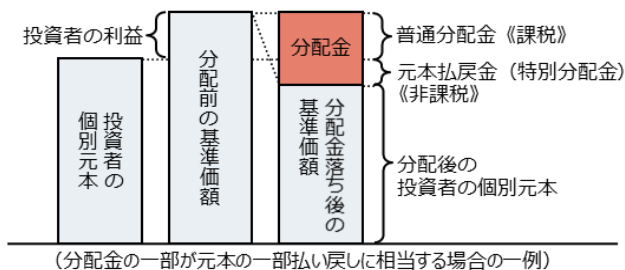 投資者の利益
投資者の
個別元本
分配前の基準価額
分配金
分配金落ち後の
基準価額
普通分配金《課税》
元本払戻金（特別分配金）
《非課税》
分配後の
投資者の個別元本
（分配金の一部が元本の一部払い戻しに相当する場合の一例）